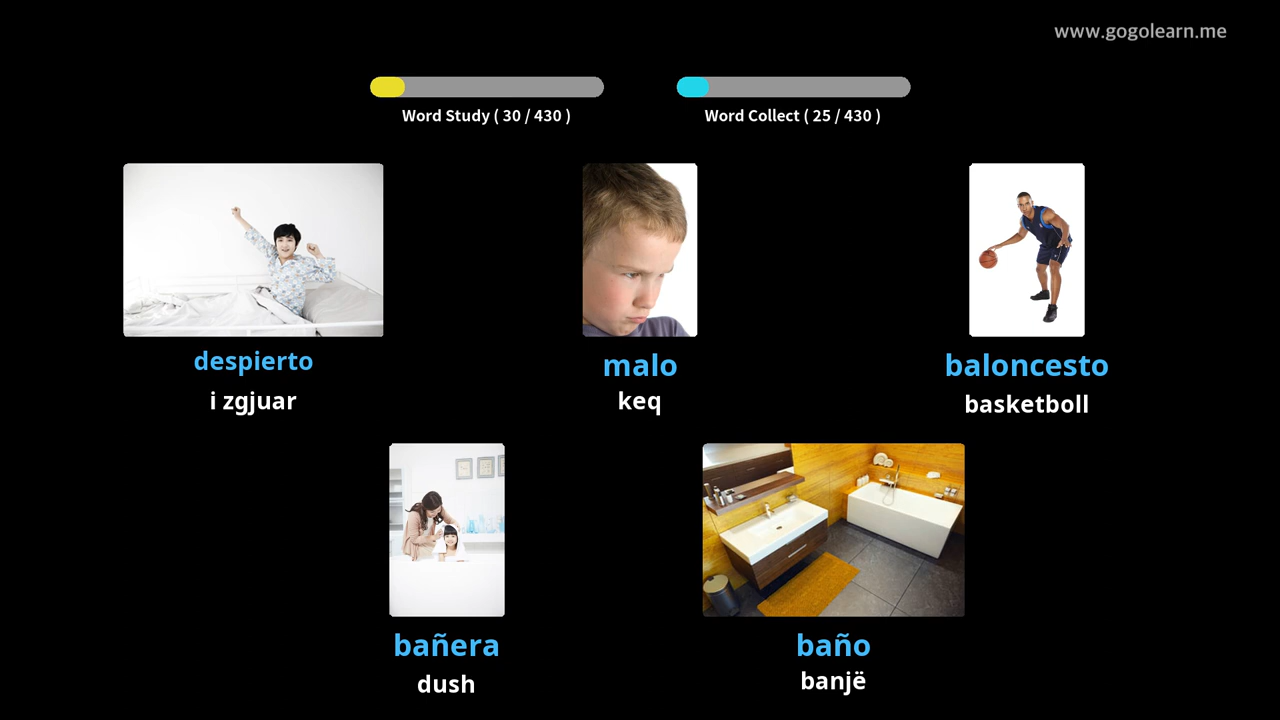 www.gogolearn.me
Word Study ( 30 / 430 )
Word Collect ( 25 / 430 )
despierto
i zgjuar
malo
keq
baloncesto
basketboll
bañera
dush
baño
banjë